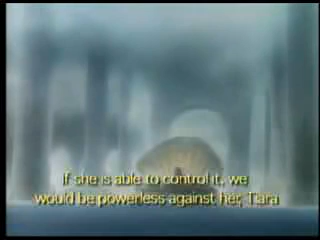 If she is able to control it, we
would be powerless against her, Tiara